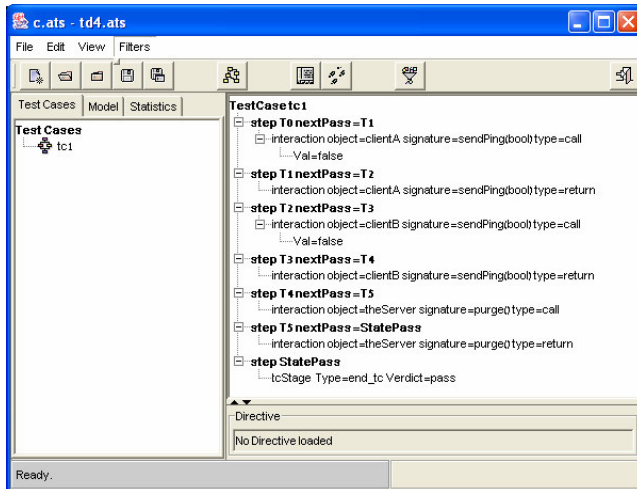 c.ats - td4.ats
File Edit View Filters
Test Cases Model Statistics
Test Cases
tc1
TestCase tc1
step T0 nextPass=T1
interaction object=clientA signature=sendPing(bool) type=call
Val=false
step T1 nextPass=T2
interaction object=clientA signature=sendPing(bool) type=return
step T2 nextPass=T3
interaction object=clientB signature=sendPing(bool) type=call
Val=false
step T3 nextPass=T4
interaction object=clientB signature=sendPing(bool) type=return
step T4 nextPass=T5
interaction object=theServer signature=purge() type=call
step T5 nextPass=StatePass
interaction object=theServer signature=purge() type=return
step StatePass
tcStage Type=end_tc Verdict=pass
Directive
No Directive loaded
Ready.